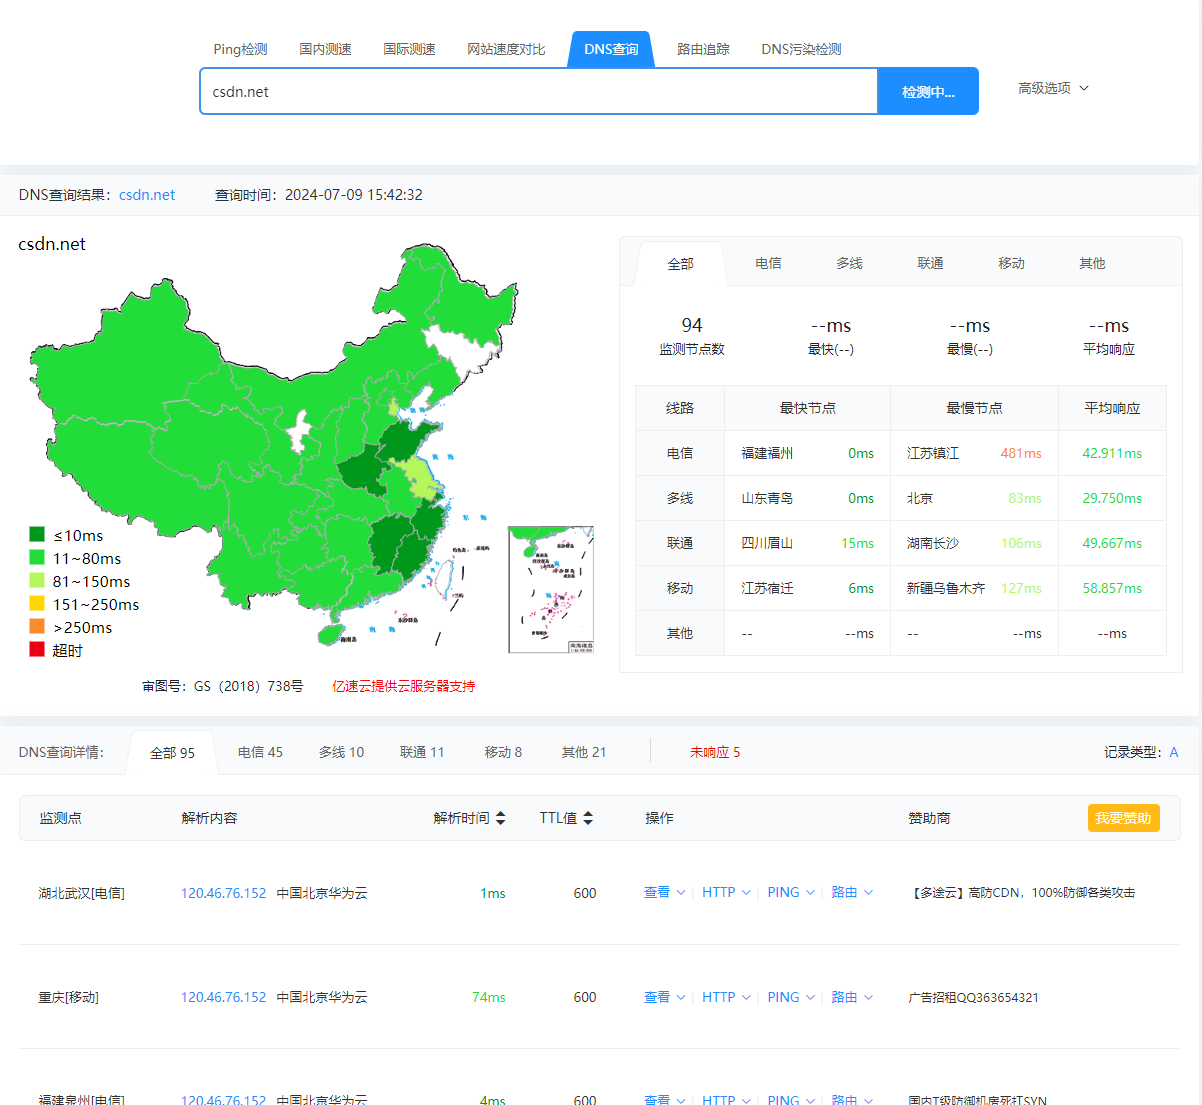 Ping检测 国内测速 国际测速 网站速度对比 DNS查询 路由追踪 DNS污染检测
csdn.net 检测中... 高级选项
DNS查询结果： csdn.net 查询时间：2024-07-09 15:42:32
csdn.net
≤10ms
11~80ms
81~150ms
151~250ms
>250ms
超时
海南岛
东沙群岛
审图号：GS（2018）738号 亿速云提供云服务器支持
全部 电信 多线 联通 移动 其他
94 --ms --ms --ms
监测节点数 最快(--) 最慢(--) 平均响应
线路 最快节点 最慢节点 平均响应
电信 福建福州 0ms 江苏镇江 481ms 42.911ms
多线 山东青岛 0ms 北京 83ms 29.750ms
联通 四川眉山 15ms 湖南长沙 106ms 49.667ms
移动 江苏宿迁 6ms 新疆乌鲁木齐 127ms 58.857ms
其他 -- --ms -- --ms --ms
DNS查询详情： 全部 95 电信 45 多线 10 联通 11 移动 8 其他 21 未响应 5 记录类型：A
监测点 解析内容 解析时间 TTL值 操作 赞助商 我要赞助
湖北武汉[电信] 120.46.76.152 中国北京华为云 1ms 600 查看 HTTP PING 路由 【多途云】高防CDN，100%防御各类攻击
重庆[移动] 120.46.76.152 中国北京华为云 74ms 600 查看 HTTP PING 路由 广告招租QQ363654321
福建泉州[电信] 120.46.76.152 中国北京华为云 4ms 600 查看 HTTP PING 路由 国内T级防御机房死打SYN